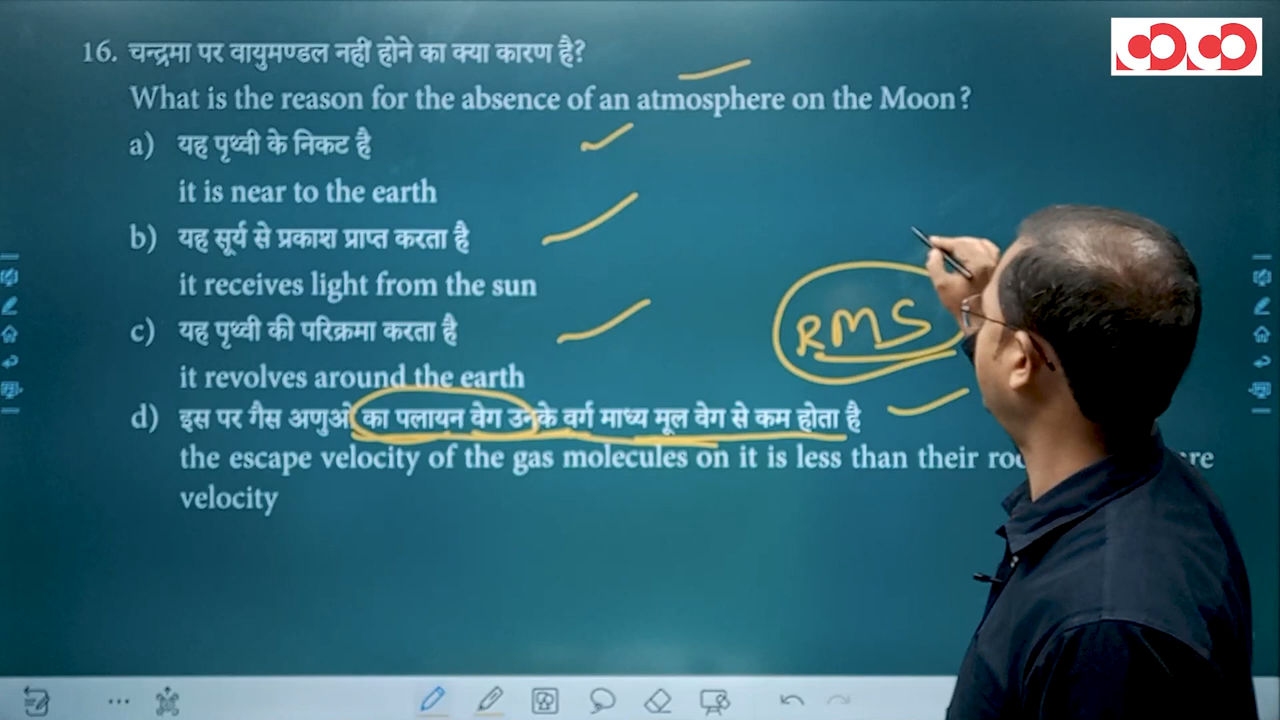 16. चन्द्रमा पर वायुमण्डल नहीं होने का क्या कारण है?
What is the reason for the absence of an atmosphere on the Moon?
a) यह पृथ्वी के निकट है
it is near to the earth
b) यह सूर्य से प्रकाश प्राप्त करता है
it receives light from the sun
RMS
c) यह पृथ्वी की परिक्रमा करता है
it revolves around the earth
d) इस पर गैस अणुओ का पलायन वेग उनके वर्ग माध्य मूल वेग से कम होता है
the escape velocity of the gas molecules on it is less than their
velocity